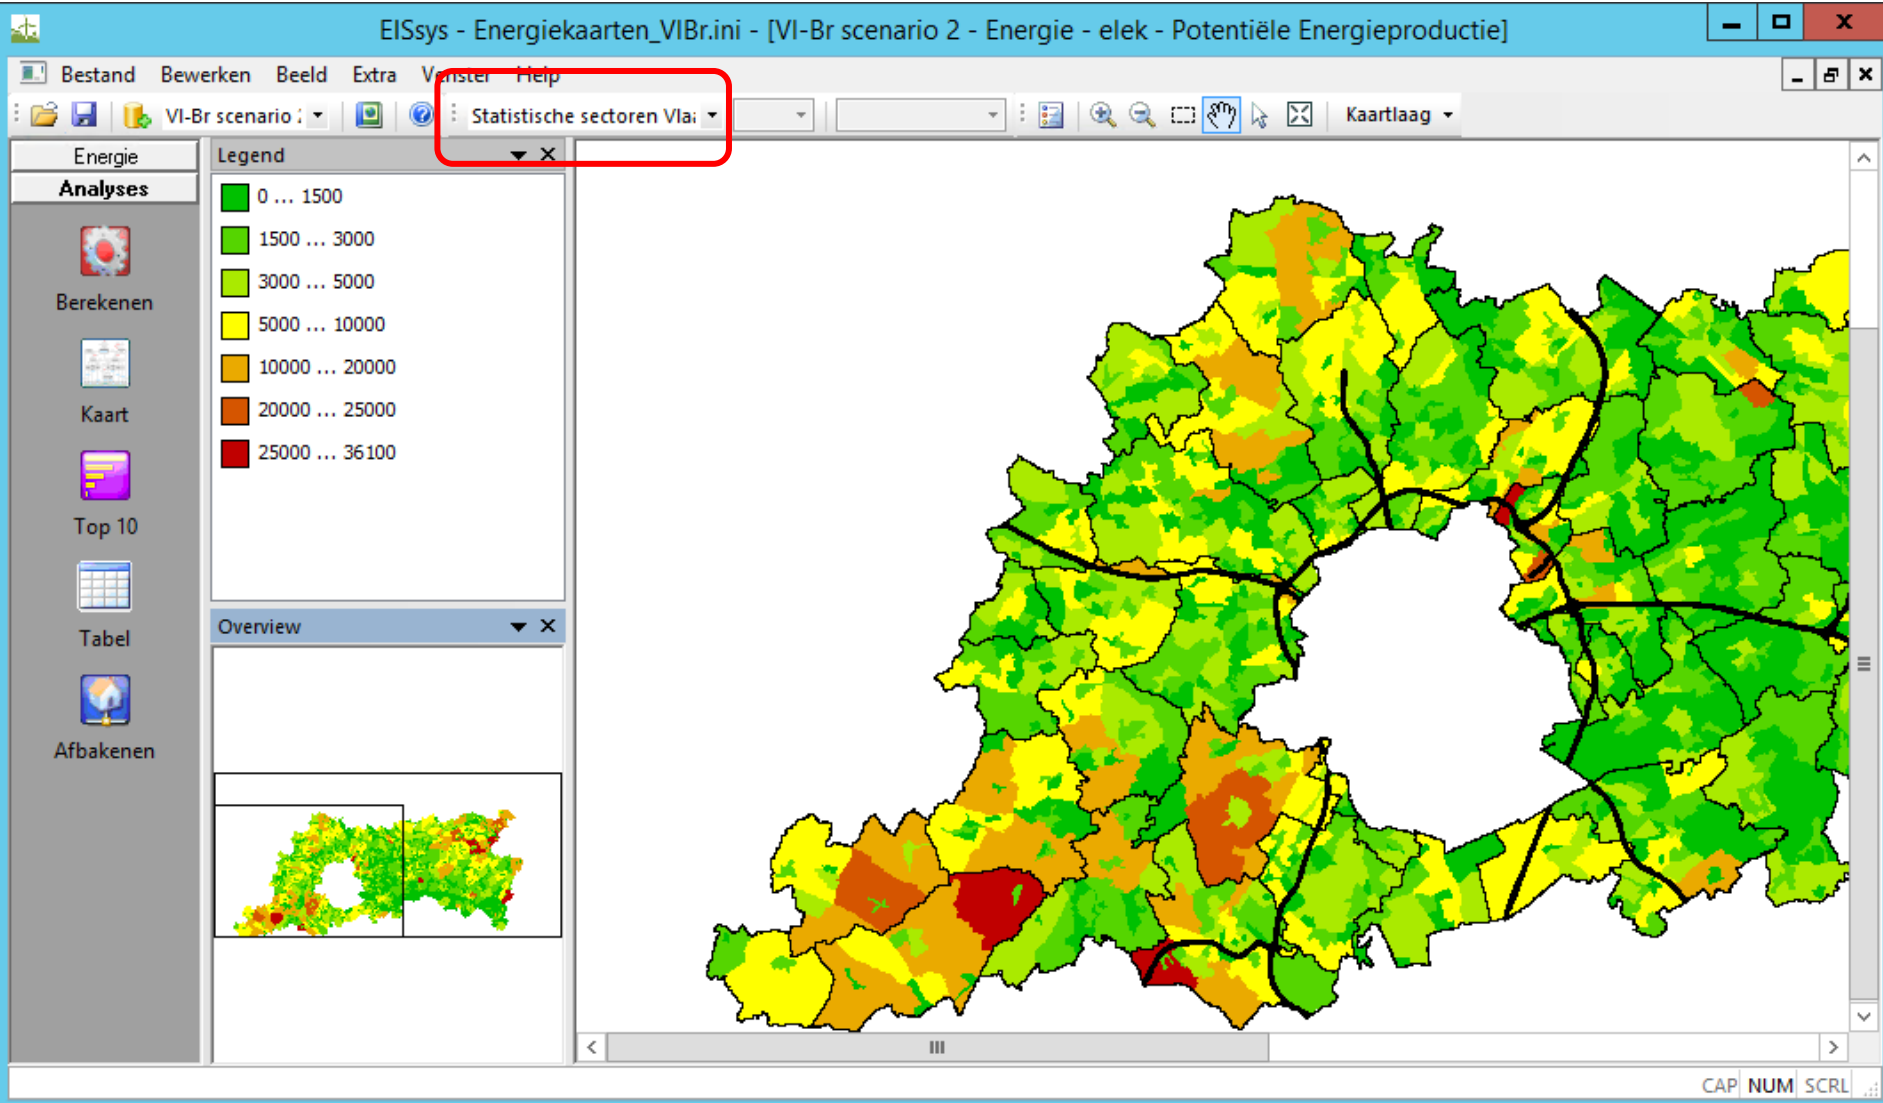 EISsys - Energiekaarten_VIBr.ini - [VI-Br scenario 2 - Energie - elek - Potentiële Energieproductie]
Bestand Bewerken Beeld Extra Venster Help
VI-Br scenario : Statistische sectoren Vlaa Kaartlaag
Energie
Analyses
Berekenen
Kaart
Top 10
Tabel
Afbakenen
Legend
0 ... 1500
1500 ... 3000
3000 ... 5000
5000 ... 10000
10000 ... 20000
20000 ... 25000
25000 ... 36100
Overview
CAP NUM SCRL